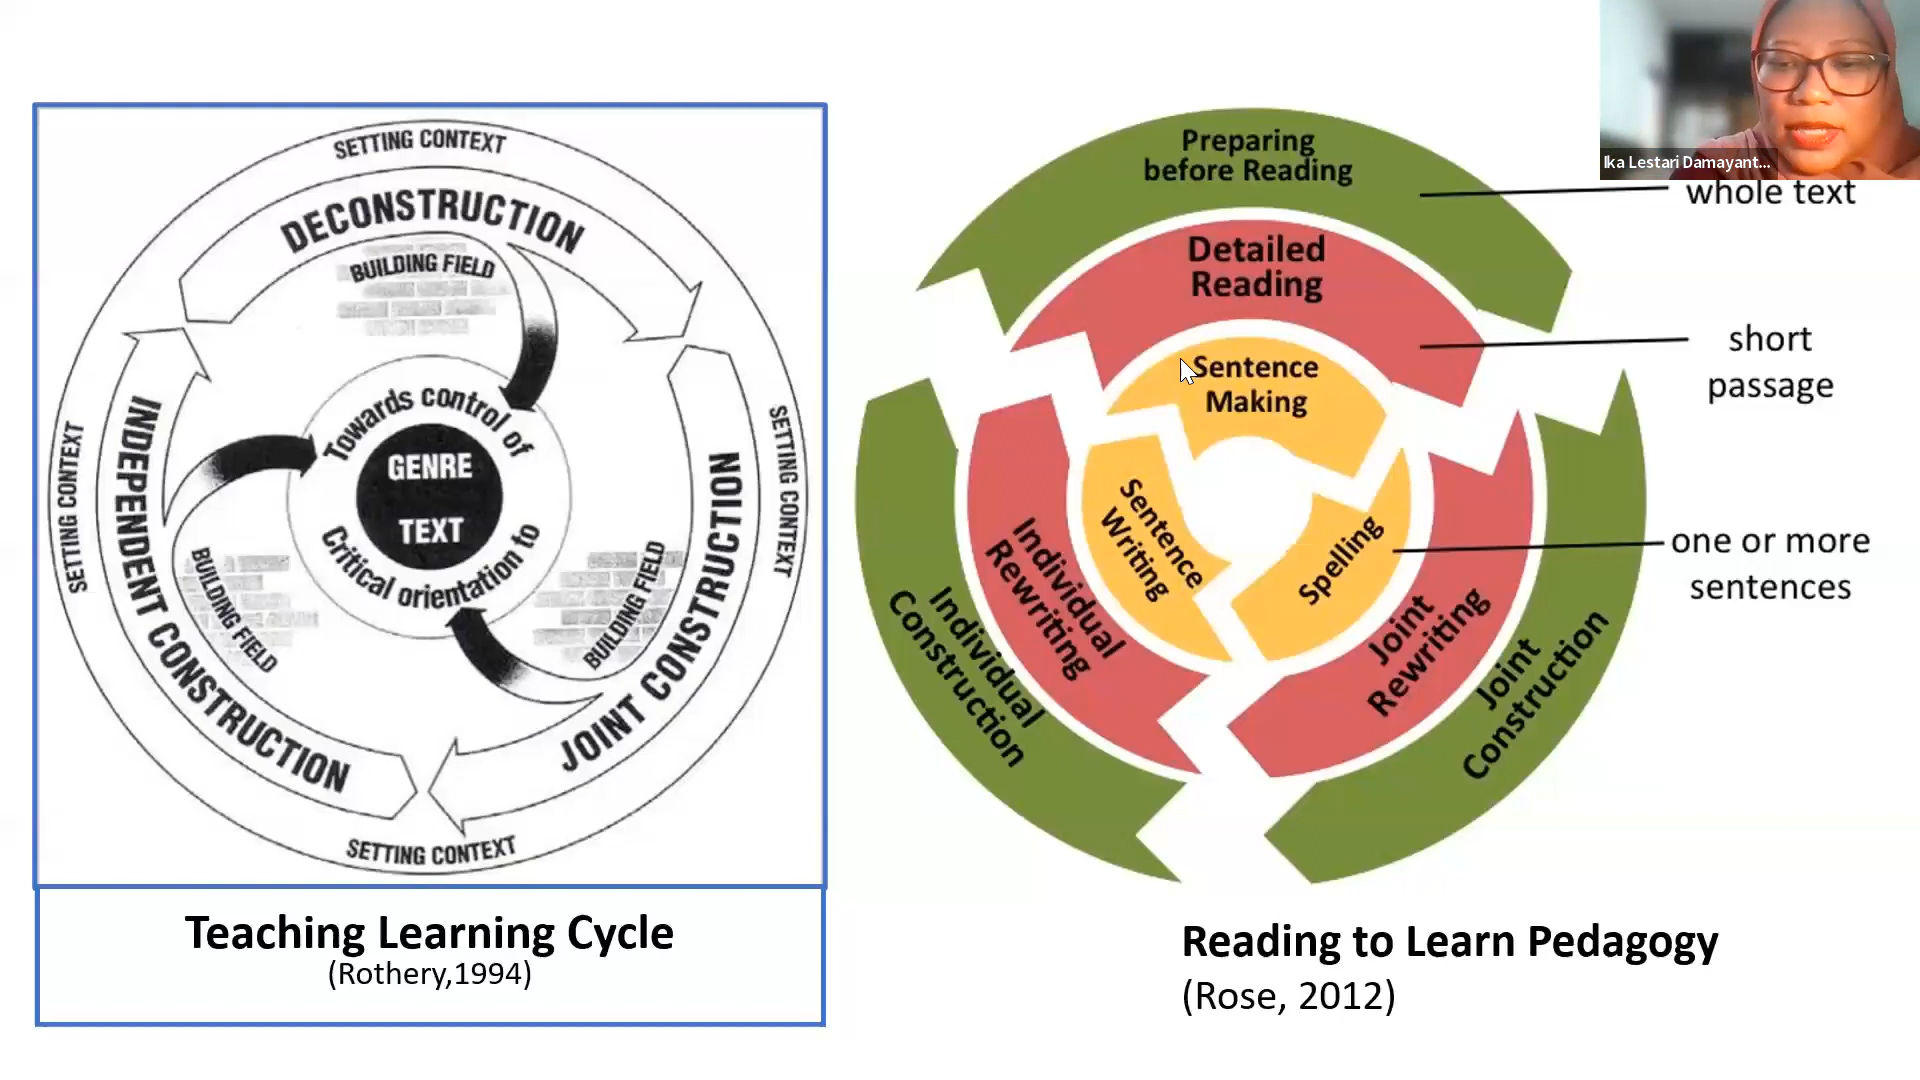 SETTING CONTEXT
DECONSTRUCTION
BUILDING FIELD
SETTING CONTEXT
INDEPENDENT CONSTRUCTION
BUILDING FIELD
Towards control of
GENRE
TEXT
Critical orientation to
BUILDING FIELD
JOINT CONSTRUCTION
SETTING CONTEXT
SETTING CONTEXT
Teaching Learning Cycle
(Rothery,1994)
Preparing
before Reading
Detailed
Reading
Sentence
Making
Sentence
Writing
Spelling
Individual
Rewriting
Joint
Rewriting
Individual
Construction
Joint
Construction
Ika Lestari Damayant...
whole text
short
passage
one or more
sentences
Reading to Learn Pedagogy
(Rose, 2012)